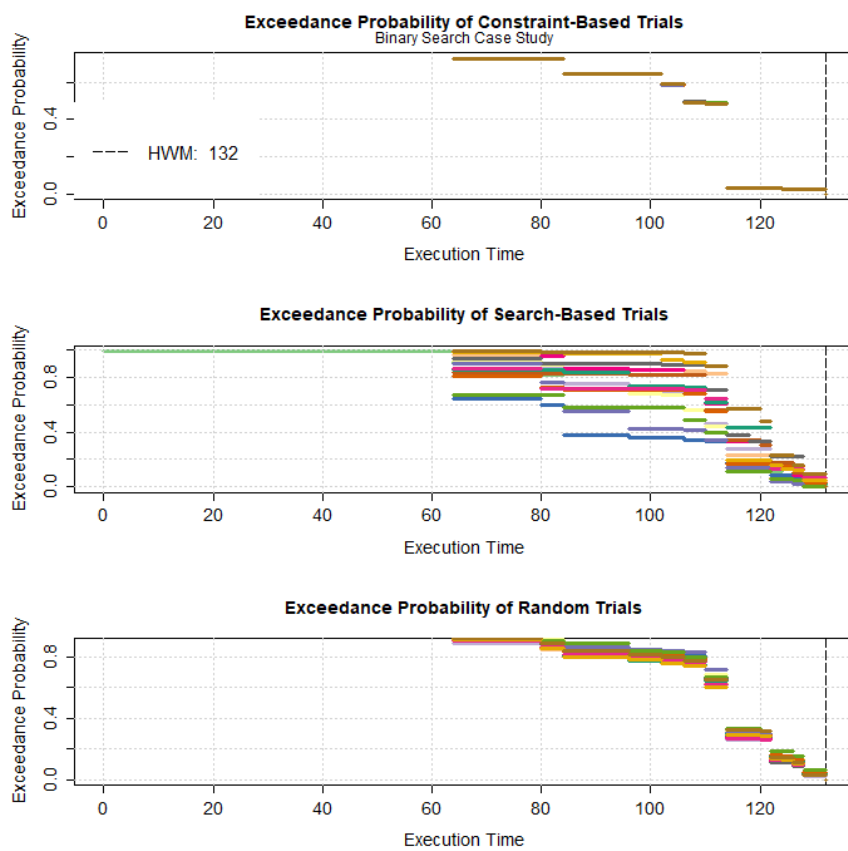 Exceedance Probability of Constraint-Based Trials
Binary Search Case Study
Exceedance Probability
0.4
0.0
HWM: 132
0 20 40 60 80 100 120
Execution Time
Exceedance Probability of Search-Based Trials
Exceedance Probability
0.8
0.4
0.0
0 20 40 60 80 100 120
Execution Time
Exceedance Probability of Random Trials
Exceedance Probability
0.8
0.4
0.0
0 20 40 60 80 100 120
Execution Time